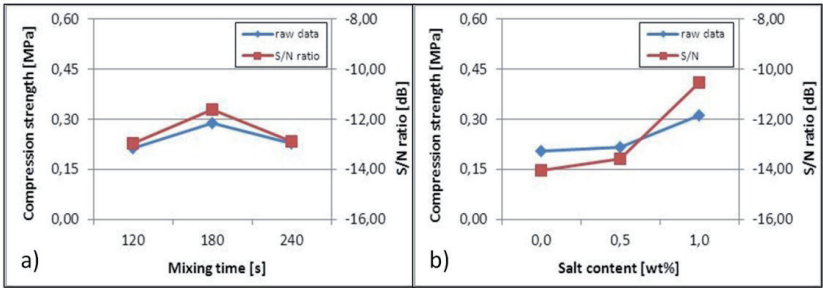 0,60
0,45
0,30
0,15
0,00
Compression strength [MPa]
raw data
S/N ratio
-8,00
-10,00
-12,00
-14,00
-16,00
S/N ratio [dB]
120 180 240
Mixing time [s]
a)
0,60
0,45
0,30
0,15
0,00
Compression strength [MPa]
raw data
S/N
-8,00
-10,00
-12,00
-14,00
-16,00
S/N ratio [dB]
0,0 0,5 1,0
Salt content [wt%]
b)